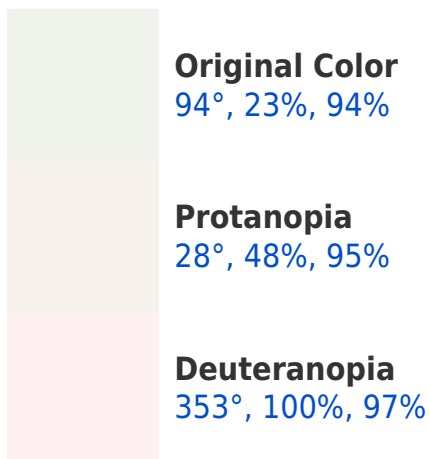 Original Color
94°, 23%, 94%
Protanopia
28°, 48%, 95%
Deuteranopia
353°, 100%, 97%